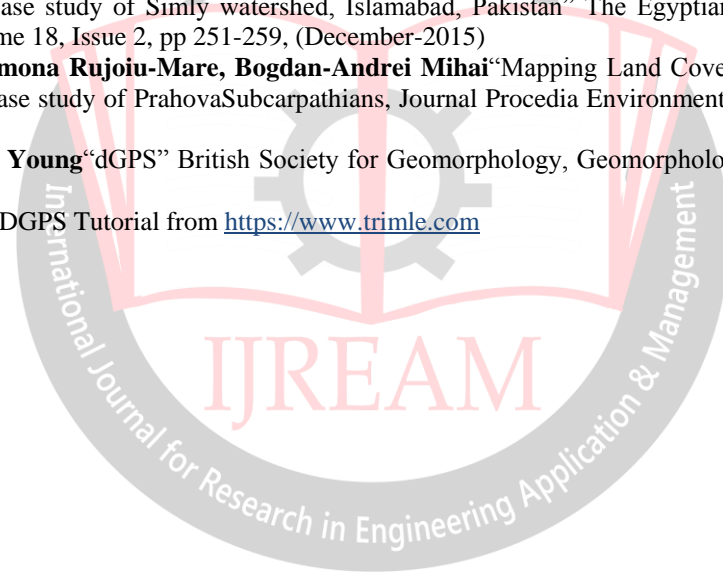 ase study of Simly watershed, Islamabad, Pakistan” The Egyptian
me 18, Issue 2, pp 251-259, (December-2015)
mona Rujoiu-Mare, Bogdan-Andrei Mihai“Mapping Land Cove
ase study of PrahovaSubcarpathians, Journal Procedia Environment
Young“dGPS” British Society for Geomorphology, Geomorpholo
DGPS Tutorial from https://www.trimle.com
IJREAM
International Journal for Research in Engineering Application & Management